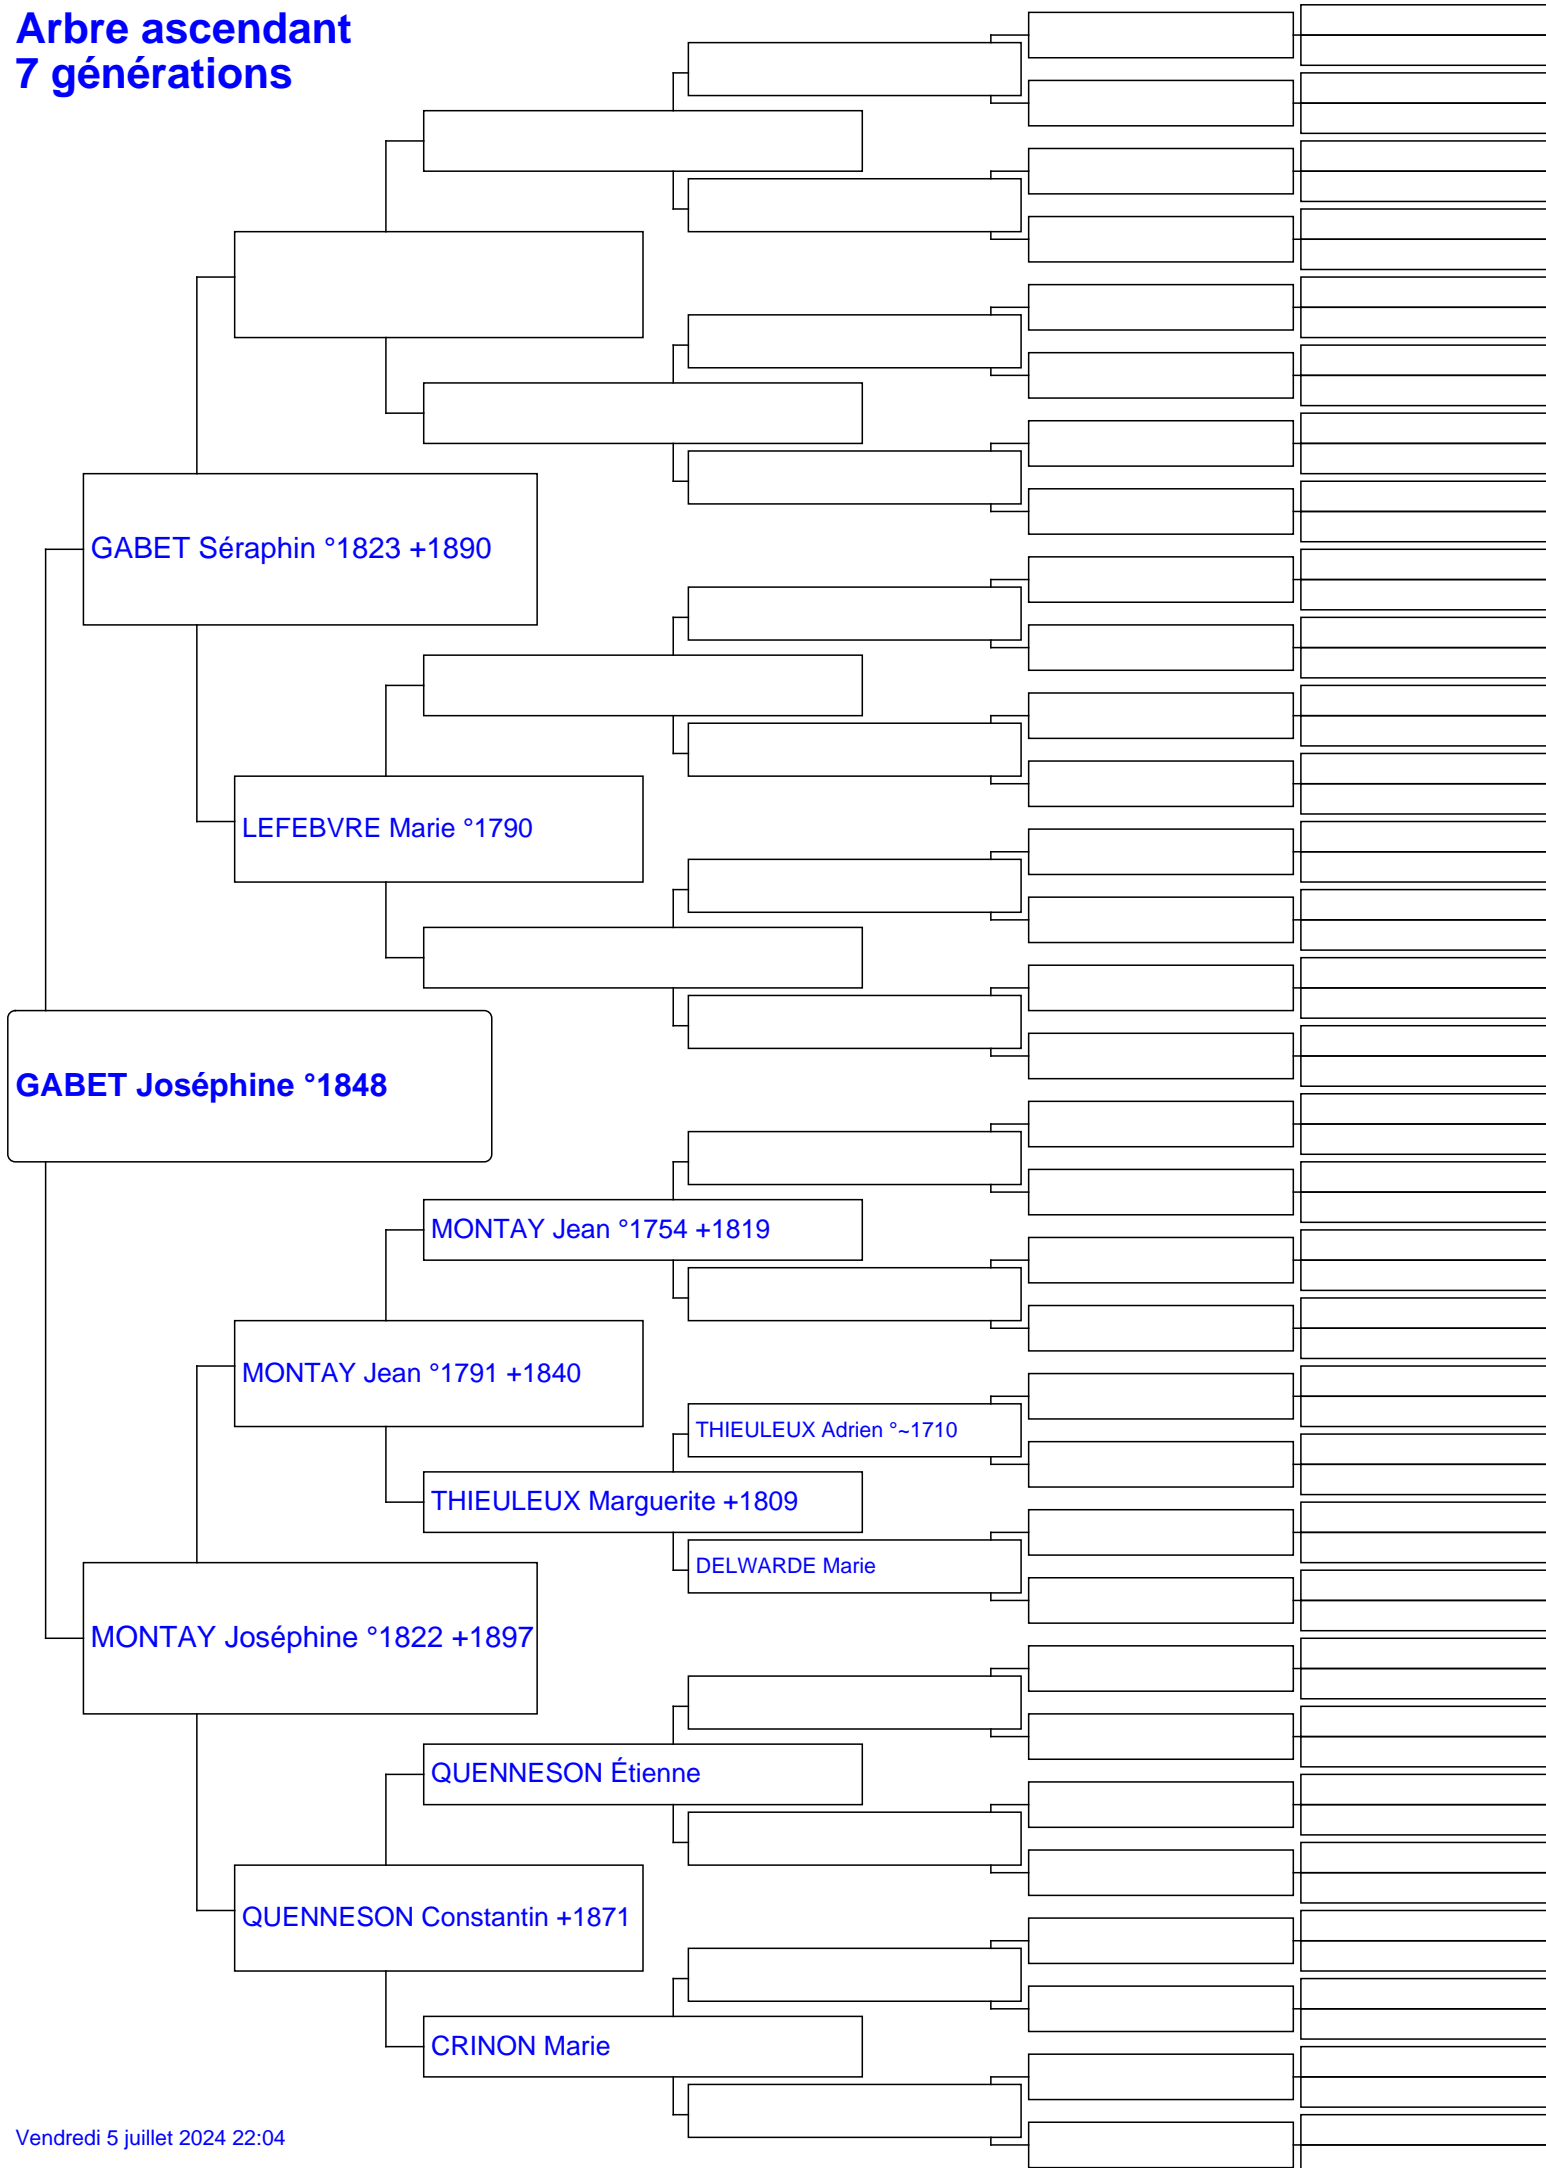 Arbre ascendant
7 générations
GABET Séraphin °1823 +1890
LEFEBVRE Marie °1790
GABET Joséphine °1848
MONTAY Jean °1754 +1819
MONTAY Jean °1791 +1840
THIEULEUX Adrien °~1710
THIEULEUX Marguerite +1809
DELWARDE Marie
MONTAY Joséphine °1822 +1897
QUENNESON Étienne
QUENNESON Constantin +1871
CRINON Marie
Vendredi 5 juillet 2024 22:04